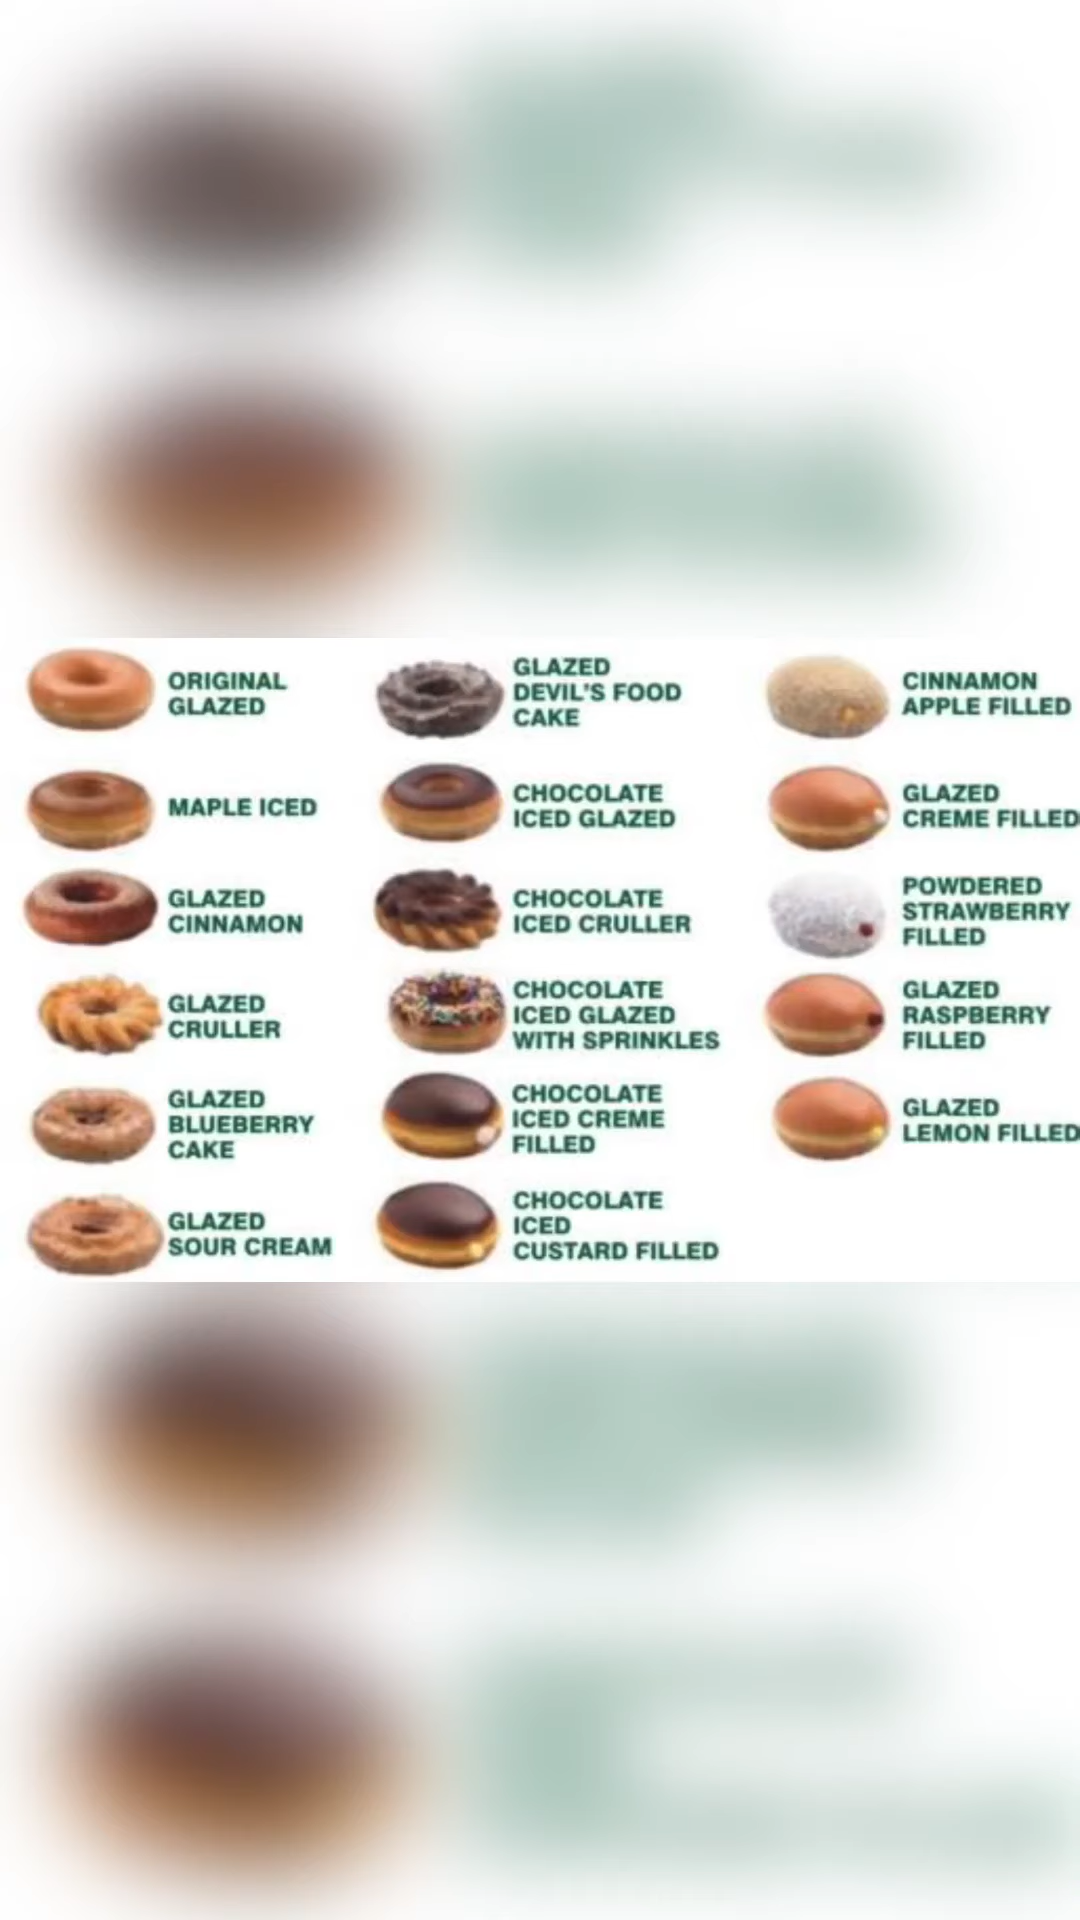 ORIGINAL
GLAZED
MAPLE ICED
GLAZED
CINNAMON
GLAZED
CRULLER
GLAZED
BLUEBERRY
CAKE
GLAZED
SOUR CREAM
GLAZED
DEVIL'S FOOD
CAKE
CHOCOLATE
ICED GLAZED
CHOCOLATE
ICED CRULLER
CHOCOLATE
ICED GLAZED
WITH SPRINKLES
CHOCOLATE
ICED CREME
FILLED
CHOCOLATE
ICED
CUSTARD FILLED
CINNAMON
APPLE FILLED
GLAZED
CREME FILLED
POWDERED
STRAWBERRY
FILLED
GLAZED
RASPBERRY
FILLED
GLAZED
LEMON FILLED